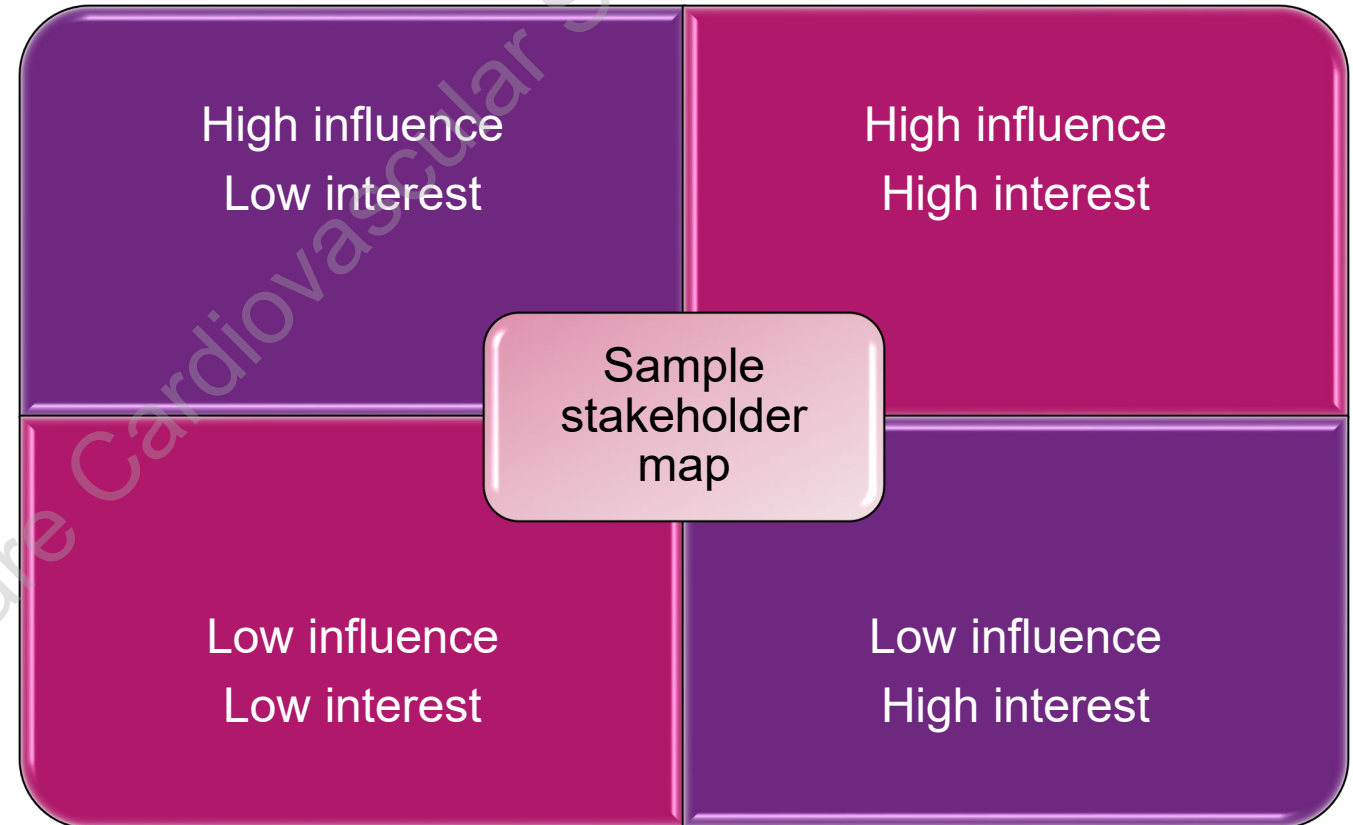 High influence
Low interest
High influence
High interest
Sample
stakeholder
map
Low influence
Low interest
Low influence
High interest
Cardiovascular